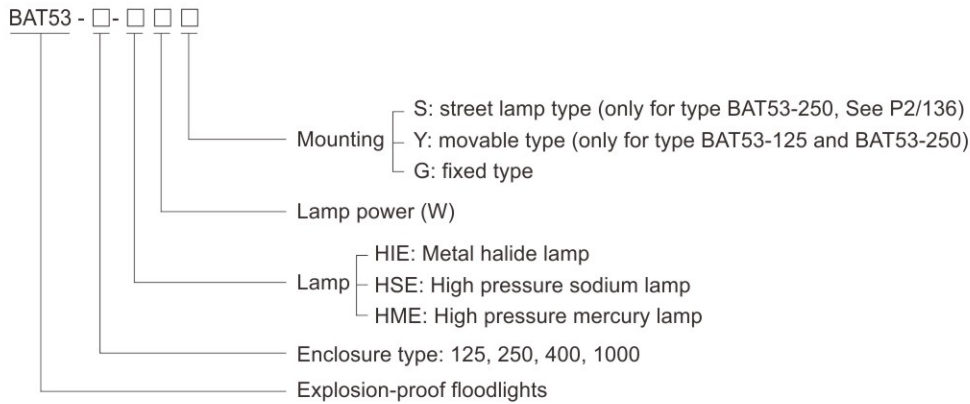 BAT53 - □ - □ □ □
S: street lamp type (only for type BAT53-250, See P2/136)
Mounting
Y: movable type (only for type BAT53-125 and BAT53-250)
G: fixed type
Lamp power (W)
HIE: Metal halide lamp
Lamp
HSE: High pressure sodium lamp
HME: High pressure mercury lamp
Enclosure type: 125, 250, 400, 1000
Explosion-proof floodlights